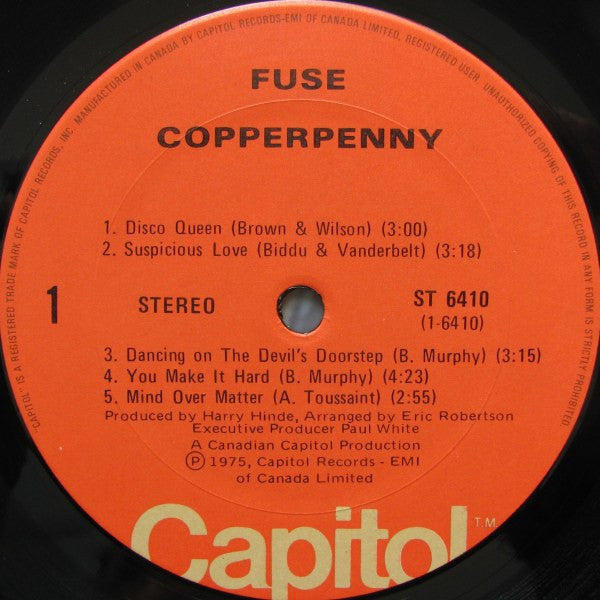 MANUFACTURED IN CANADA BY CAPITOL RECORDS-EMI OF CANADA LIMITED, REGISTERED USER. UNAUTHORIZED COPYING OF THIS RECORD IN ANY FORM IS STRICTLY PROHIBITED
"CAPITOL" IS A REGISTERED TRADE MARK OF CAPITOL RECORDS, INC.
FUSE
COPPERPENNY
1. Disco Queen (Brown & Wilson) (3:00)
2. Suspicious Love (Biddu & Vanderbelt) (3:18)
1 STEREO ST 6410
(1-6410)
3. Dancing on The Devil's Doorstep (B. Murphy) (3:15)
4. You Make It Hard (B. Murphy) (4:23)
5. Mind Over Matter (A. Toussaint) (2:55)
Produced by Harry Hinde, Arranged by Eric Robertson
Executive Producer Paul White
A Canadian Capitol Production
Ⓟ 1975, Capitol Records - EMI
of Canada Limited
Capitol T.M.